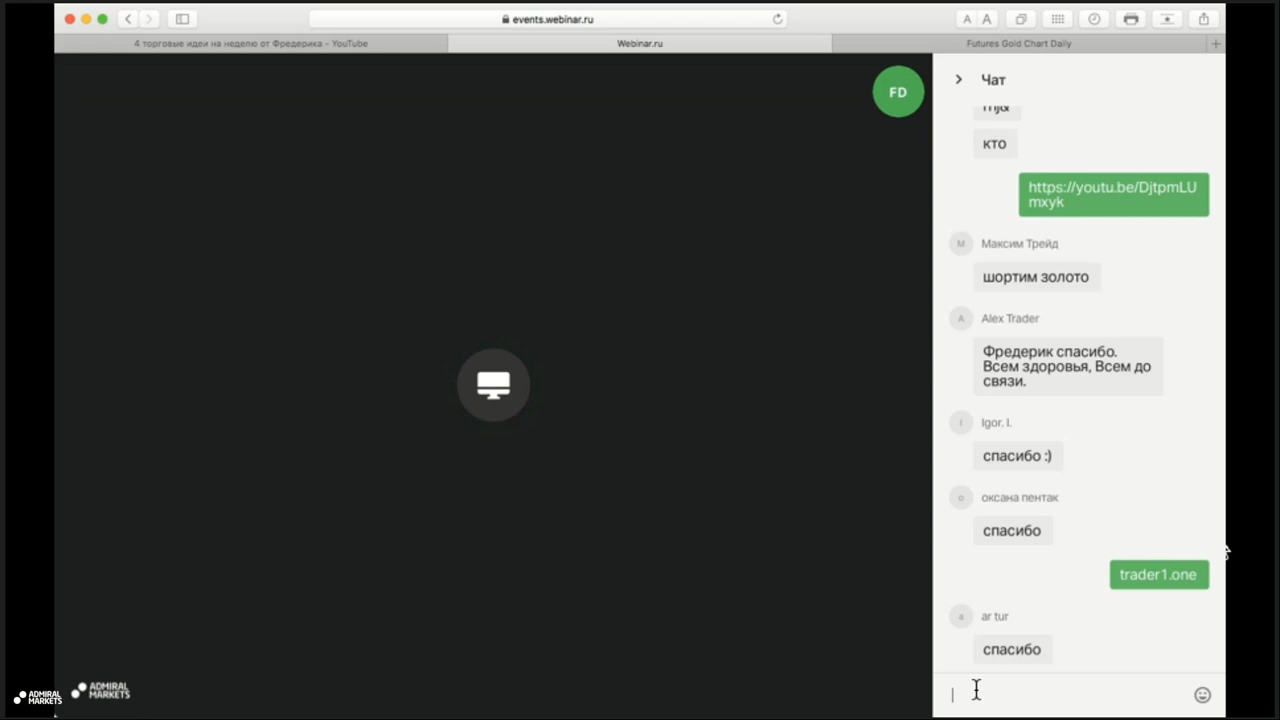 events.webinar.ru
A A
4 торговые идеи на неделю от Фредерика – YouTube
Webinar.ru
Futures Gold Chart Daily
FD
Чат
кто
https://youtu.be/DjtpmLU
mxyk
М
Максим Трейд
шортим золото
A
Alex Trader
Фредерик спасибо.
Всем здоровья, Всем до
связи.
I
Igor. I.
спасибо :)
о
оксана пентак
спасибо
trader1.one
a
ar tur
спасибо
ADMIRAL
MARKETS
ADMIRAL
MARKETS